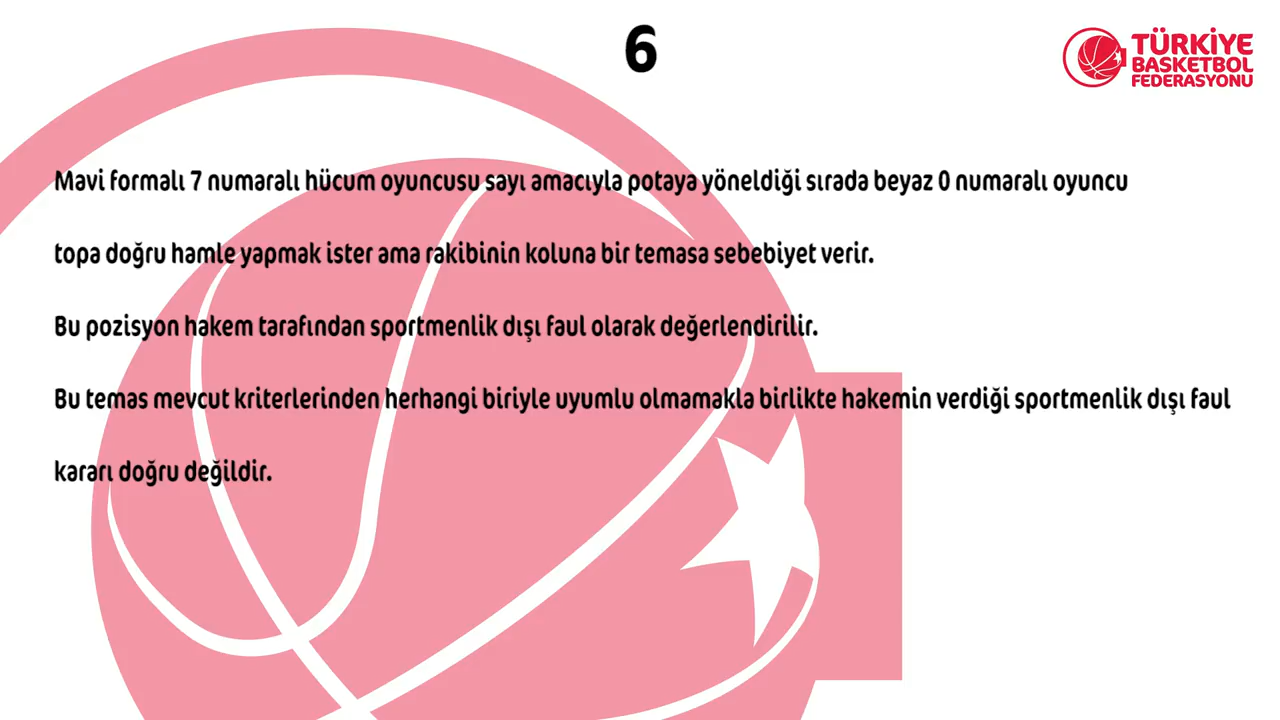 6
TÜRKİYE
BASKETBOL
FEDERASYONU
Mavi formalı 7 numaralı hücum oyuncusu sayı amacıyla potaya yöneldiği sırada beyaz 0 numaralı oyuncu
topa doğru hamle yapmak ister ama rakibinin koluna bir temasa sebebiyet verir.
Bu pozisyon hakem tarafından sportmenlik dışı faul olarak değerlendirilir.
Bu temas mevcut kriterlerinden herhangi biriyle uyumlu olmamakla birlikte hakemin verdiği sportmenlik dışı faul
kararı doğru değildir.